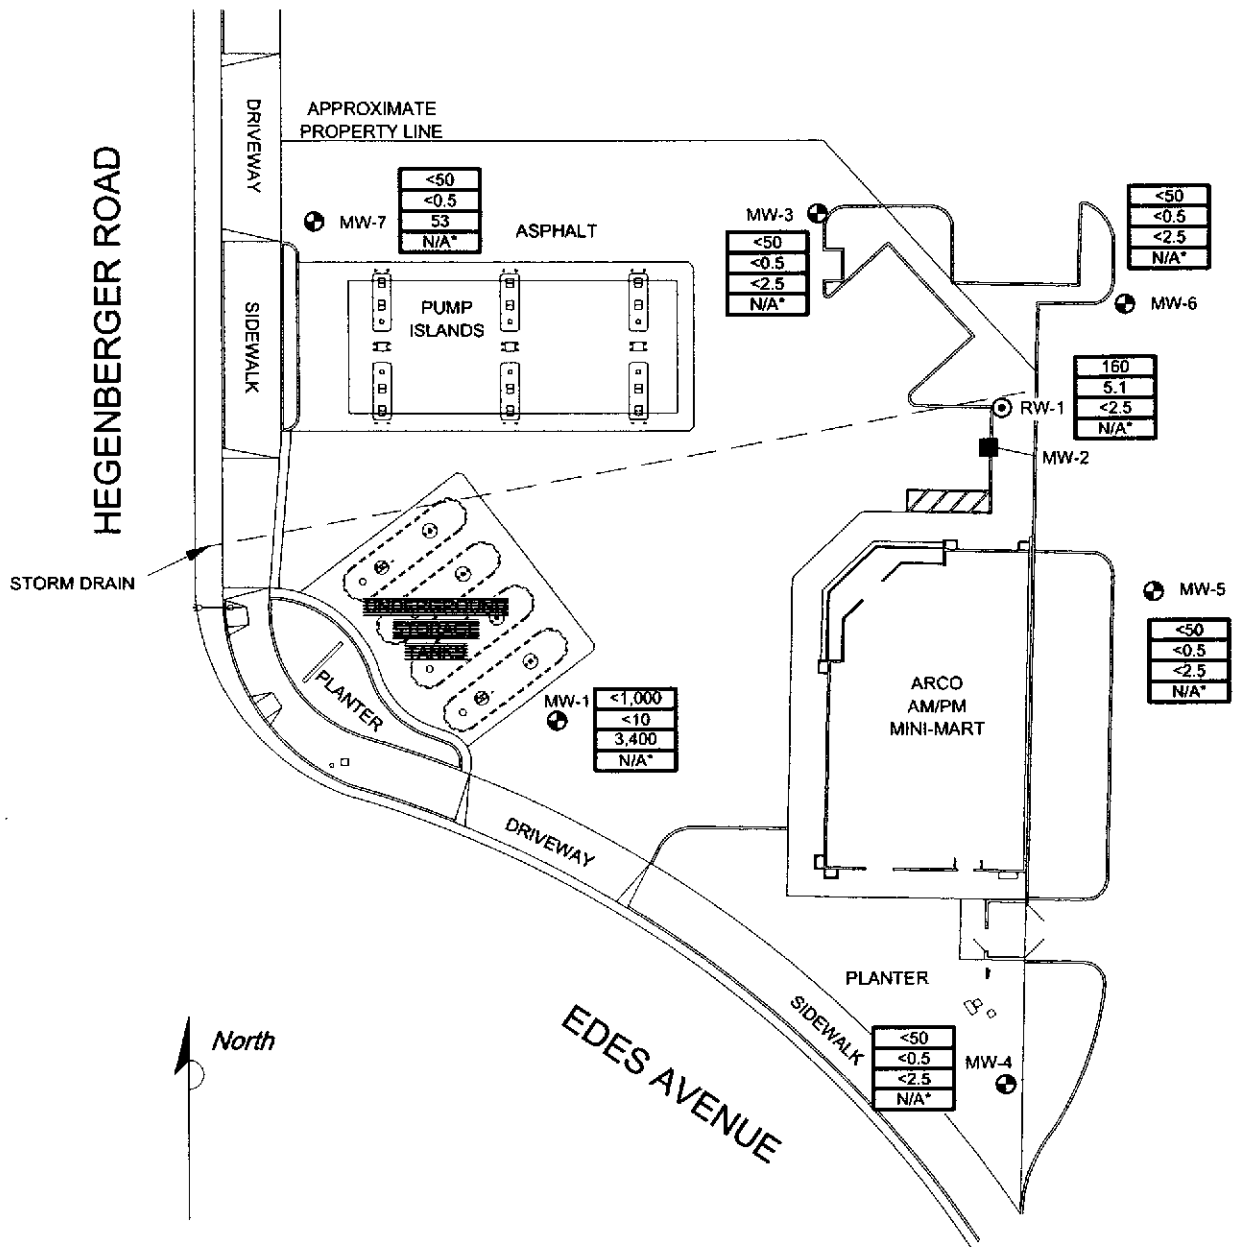 APPROXIMATE
PROPERTY LINE
DRIVEWAY
HEGENBERGER ROAD
MW-7
<50
<0.5
53
N/A*
ASPHALT
MW-3
<50
<0.5
<2.5
N/A*
<50
<0.5
<2.5
N/A*
MW-6
SIDEWALK
PUMP
ISLANDS
160
5.1
<2.5
N/A*
RW-1
MW-2
STORM DRAIN
UNDERGROUND
STORAGE
TANKS
PLANTER
MW-5
<50
<0.5
<2.5
N/A*
MW-1
<1,000
<10
3,400
N/A*
ARCO
AM/PM
MINI-MART
DRIVEWAY
PLANTER
SIDEWALK
EDES AVENUE
North
<50
<0.5
<2.5
N/A*
MW-4